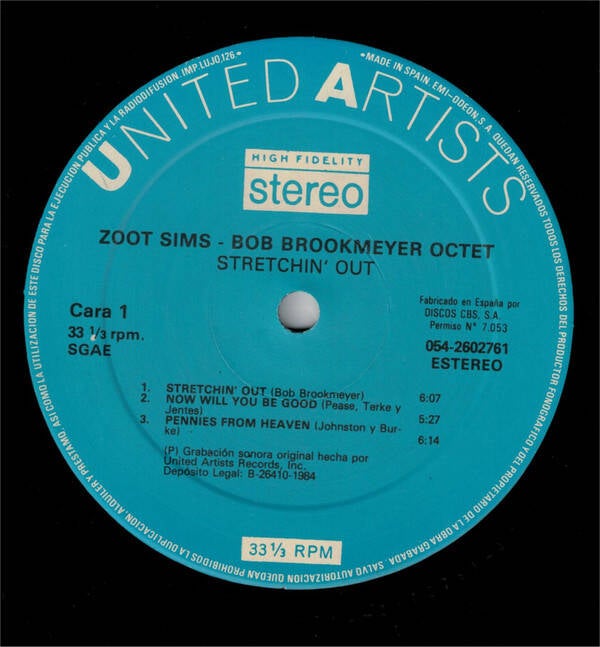 UNITED ARTISTS
HIGH FIDELITY
stereo
ZOOT SIMS - BOB BROOKMEYER OCTET
STRETCHIN' OUT
Cara 1
33 1/3 rpm.
SGAE
Fabricado en España por
DISCOS CBS, S.A.
Permiso N° 7.053
054-2602761
ESTEREO
1. STRETCHIN' OUT (Bob Brookmeyer) 6:07
2. NOW WILL YOU BE GOOD (Pease, Terke y
Jentes) 5:27
3. PENNIES FROM HEAVEN (Johnston y Bur-
ke) 6:14
(P) Grabación sonora original hecha por
United Artists Records, Inc.
Depósito Legal: B-26410-1984
33 1/3 RPM
•MADE IN SPAIN. EMI-ODEON, S.A. QUEDAN RESERVADOS TODOS LOS DERECHOS DEL PRODUCTOR FONOGRAFICO Y DEL PROPIETARIO DE LA OBRA GRABADA. SALVO AUTORIZACION QUEDAN PROHIBIDOS LA DUPLICACION, ALQUILER Y PRESTAMO, ASI COMO LA UTILIZACION DE ESTE DISCO PARA LA EJECUCION PUBLICA Y LA RADIODIFUSION. IMP. LUJO, 126.•